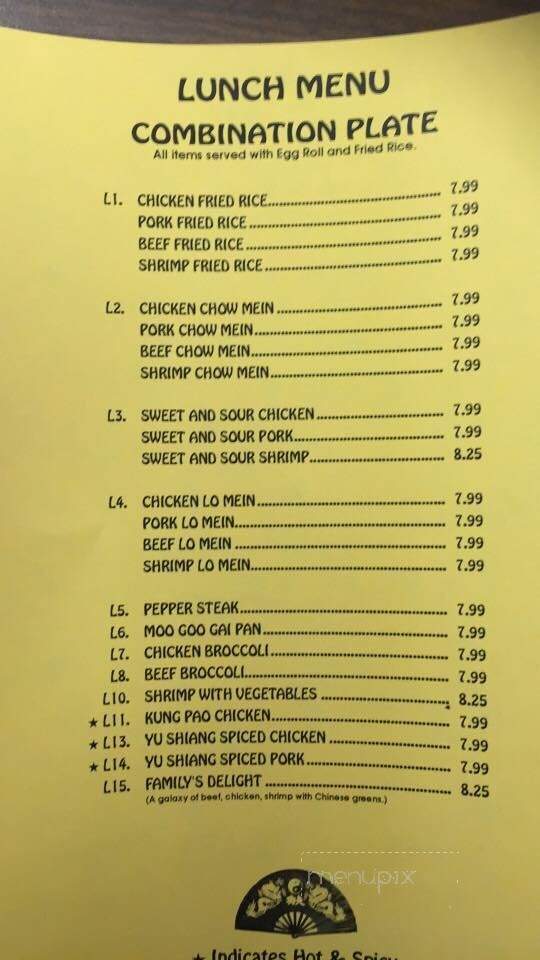 LUNCH MENU
COMBINATION PLATE
All items served with Egg Roll and Fried Rice.
L1. CHICKEN FRIED RICE 7.99
PORK FRIED RICE 7.99
BEEF FRIED RICE 7.99
SHRIMP FRIED RICE 7.99
L2. CHICKEN CHOW MEIN 7.99
PORK CHOW MEIN 7.99
BEEF CHOW MEIN 7.99
SHRIMP CHOW MEIN 7.99
L3. SWEET AND SOUR CHICKEN 7.99
SWEET AND SOUR PORK 7.99
SWEET AND SOUR SHRIMP 8.25
L4. CHICKEN LO MEIN 7.99
PORK LO MEIN 7.99
BEEF LO MEIN 7.99
SHRIMP LO MEIN 7.99
L5. PEPPER STEAK 7.99
L6. MOO GOO GAI PAN 7.99
L7. CHICKEN BROCCOLI 7.99
L8. BEEF BROCCOLI 7.99
L10. SHRIMP WITH VEGETABLES 8.25
★ L11. KUNG PAO CHICKEN 7.99
★ L13. YU SHIANG SPICED CHICKEN 7.99
★ L14. YU SHIANG SPICED PORK 7.99
L15. FAMILY'S DELIGHT 8.25
(A galaxy of beef, chicken, shrimp with Chinese greens.)
menupix
★ Indicates Hot & Spicy